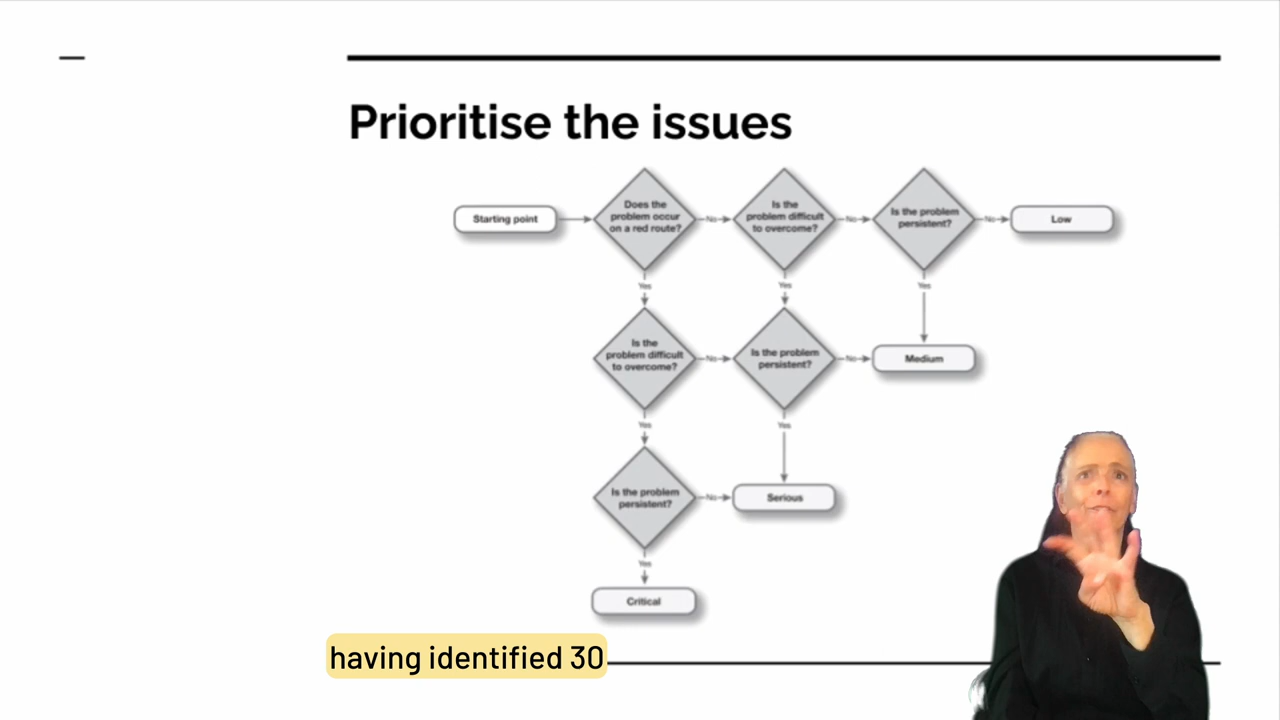 Prioritise the issues
Starting point
Does the
problem occur
on a red route?
No
Is the
problem difficult
to overcome?
No
Is the problem
persistent?
No
Low
Yes
Yes
Yes
Is the
problem difficult
to overcome?
No
Is the problem
persistent?
No
Medium
Yes
Yes
Is the problem
persistent?
No
Serious
Yes
Critical
having identified 30